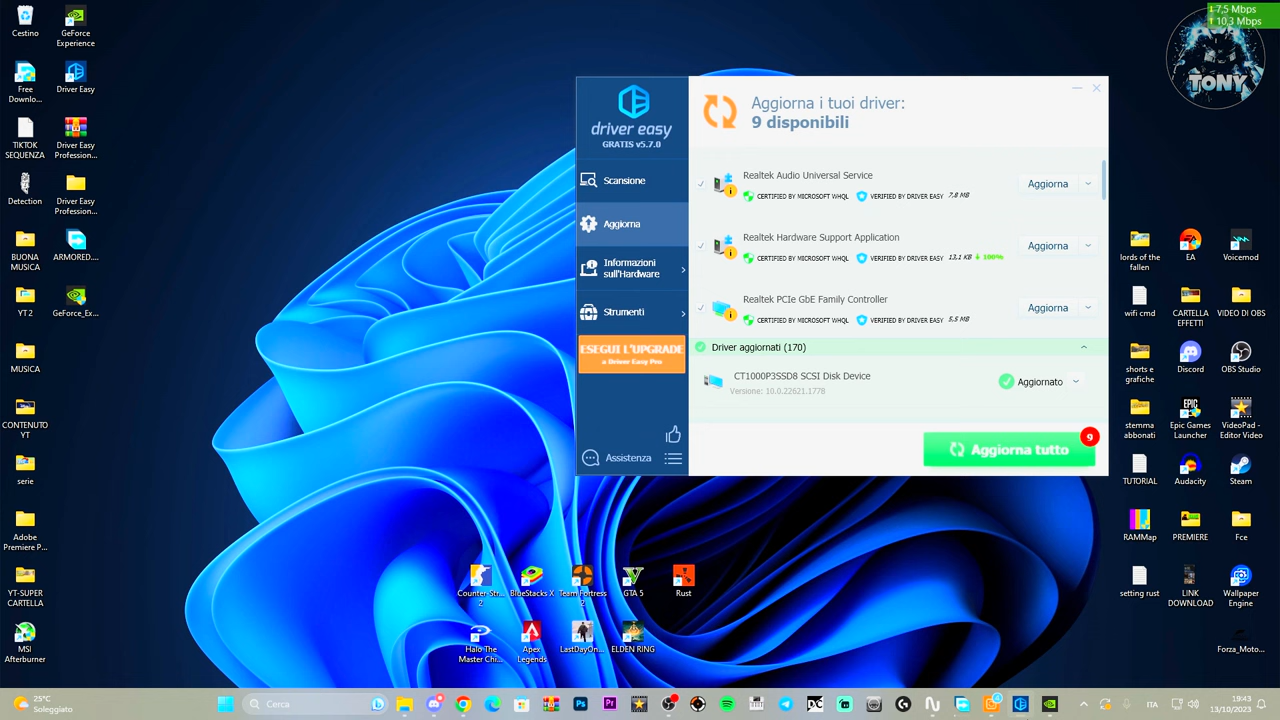 Cestino
GeForce
Experience
Free
Downlo...
Driver Easy
TIKTOK
SEQUENZA
Driver Easy
Profession...
Detection
Driver Easy
Profession...
BUONA
MUSICA
ARMORED....
YT 2
GeForce_Ex...
MUSICA
CONTENUTO
YT
serie
Adobe
Premiere P...
YT-SUPER
CARTELLA
MSI
Afterburner
driver easy
GRATIS v5.7.0
Scansione
Aggiorna
Informazioni
sull'Hardware
Strumenti
ESEGUI L'UPGRADE
a Driver Easy Pro
Assistenza
Aggiorna i tuoi driver:
9 disponibili
Realtek Audio Universal Service
CERTIFIED BY MICROSOFT WHQL VERIFIED BY DRIVER EASY 7,8 MB
Aggiorna
Realtek Hardware Support Application
CERTIFIED BY MICROSOFT WHQL VERIFIED BY DRIVER EASY 13,1 KB 100%
Aggiorna
Realtek PCIe GbE Family Controller
CERTIFIED BY MICROSOFT WHQL VERIFIED BY DRIVER EASY 5,5 MB
Aggiorna
Driver aggiornati (170)
CT1000P3SSD8 SCSI Disk Device
Versione: 10.0.22621.1778
Aggiornato
Aggiorna tutto
9
↓7,5 Mbps
↑10,3 Mbps
TONY
lords of the
fallen
EA
Voicemod
wifi cmd
CARTELLA
EFFETTI
VIDEO DI OBS
shorts e
grafiche
Discord
OBS Studio
stemma
abbonati
Epic Games
Launcher
VideoPad -
Editor Video
TUTORIAL
Audacity
Steam
RAMMap
PREMIERE
Fce
setting rust
LINK
DOWNLOAD
Wallpaper
Engine
Forza_Moto...
Counter-Str...
2
BlueStacks X
Team Fortress
2
GTA 5
Rust
Halo The
Master Chi...
Apex
Legends
LastDayOn...
ELDEN RING
25°C
Soleggiato
Cerca
ITA
19:43
13/10/2023